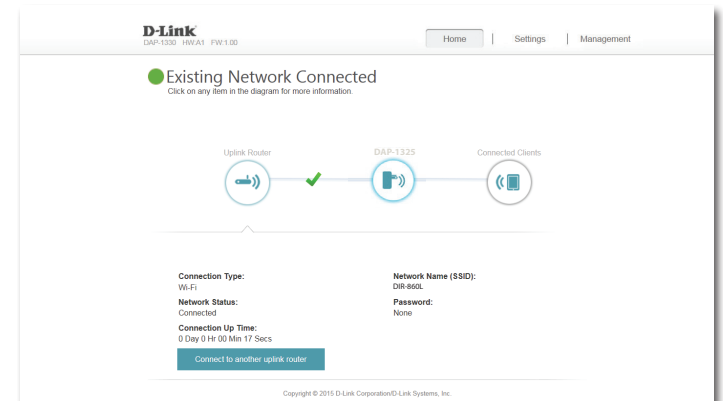 D-Link
DAP-1330 HW:A1 FW:1.00
Home | Settings | Management
Existing Network Connected
Click on any item in the diagram for more information.
Uplink Router
DAP-1325
Connected Clients
Connection Type:
Wi-Fi
Network Status:
Connected
Connection Up Time:
0 Day 0 Hr 00 Min 17 Secs
Network Name (SSID):
DIR-860L
Password:
None
Connect to another uplink router
Copyright © 2015 D-Link Corporation/D-Link Systems, Inc.